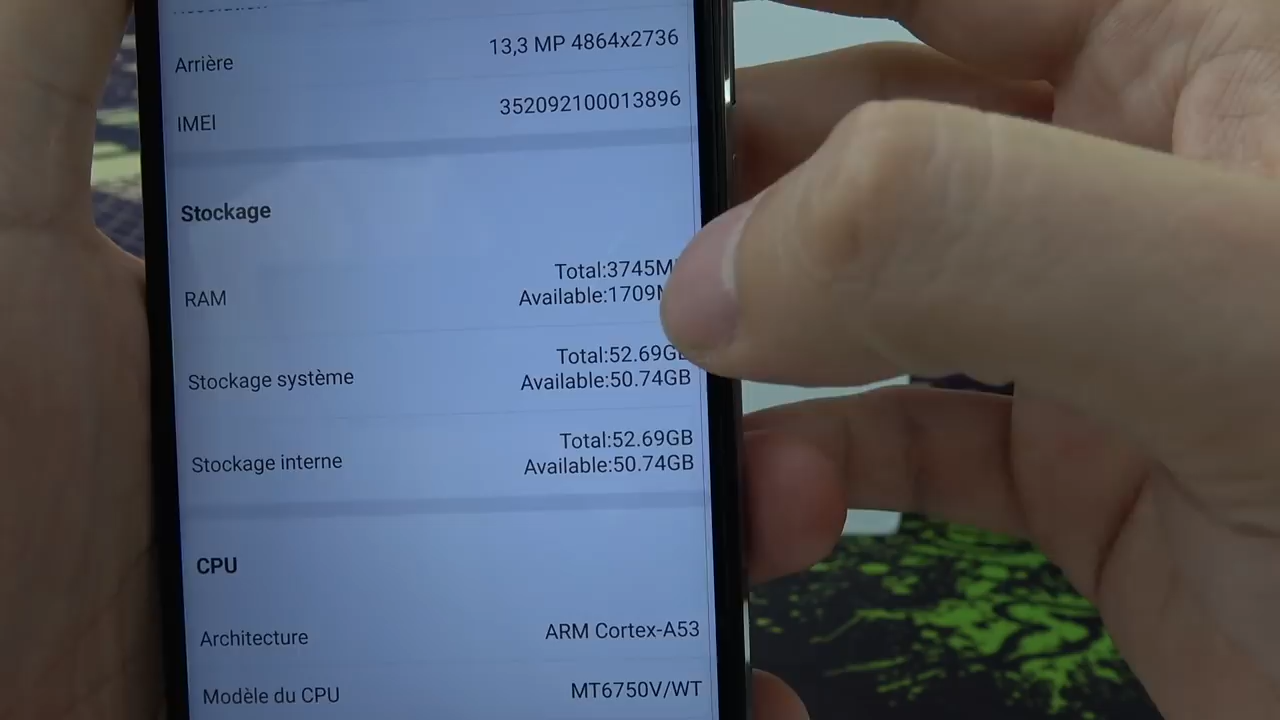 13,3 MP 4864x2736
Arrière
352092100013896
IMEI
Stockage
Total:3745M
RAM
Available:1709
Total:52.69G
Stockage système
Available:50.74GB
Total:52.69GB
Stockage interne
Available:50.74GB
CPU
Architecture
ARM Cortex-A53
Modèle du CPU
MT6750V/WT